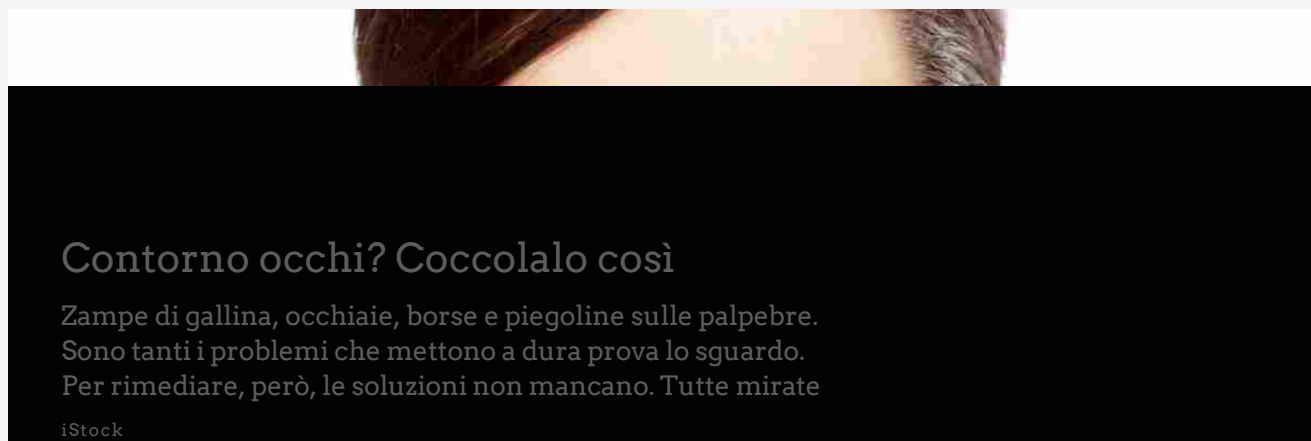 Contorno occhi? Coccolalo così
Zampe di gallina, occhiaie, borse e piegoline sulle palpebre.
Sono tanti i problemi che mettono a dura prova lo sguardo.
Per rimediare, però, le soluzioni non mancano. Tutte mirate
iStock